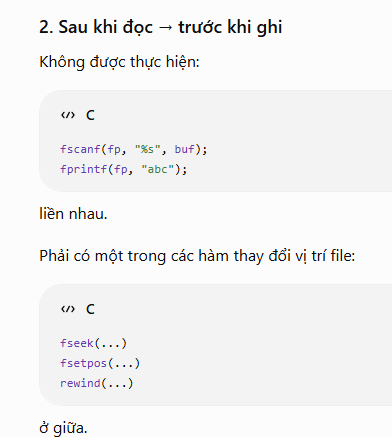 2. Sau khi đọc → trước khi ghi
Không được thực hiện:
</> C
fscanf(fp, "%s", buf);
fprintf(fp, "abc");
liền nhau.
Phải có một trong các hàm thay đổi vị trí file:
</> C
fseek(...)
fsetpos(...)
rewind(...)
ở giữa.